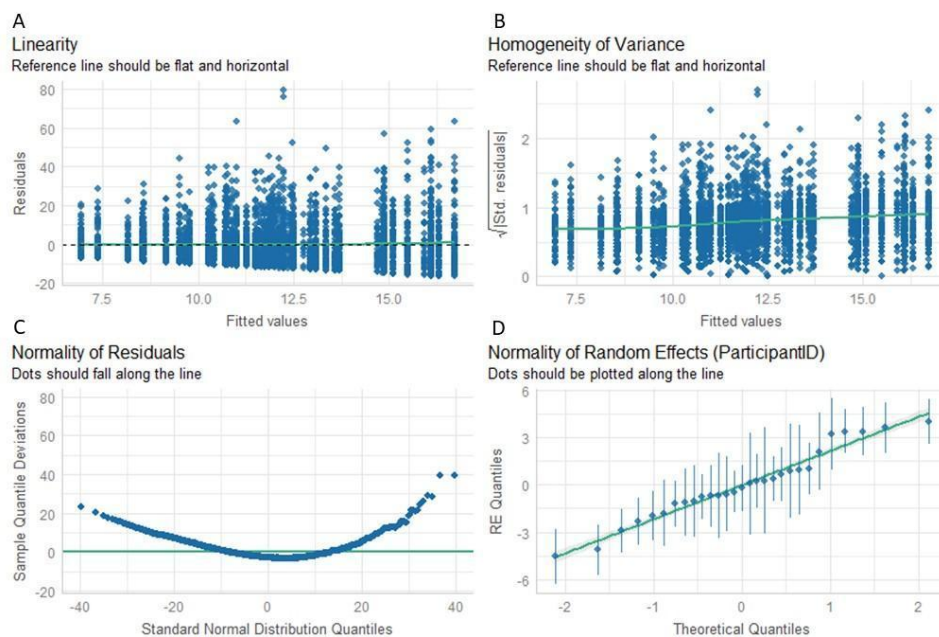 A
Linearity
Reference line should be flat and horizontal
80
60
40
20
0
-20
Residuals
7.5 10.0 12.5 15.0
Fitted values
B
Homogeneity of Variance
Reference line should be flat and horizontal
2
1
0
√|Std. residuals|
7.5 10.0 12.5 15.0
Fitted values
C
Normality of Residuals
Dots should fall along the line
80
60
40
20
0
-20
Sample Quantile Deviations
-40 -20 0 20 40
Standard Normal Distribution Quantiles
D
Normality of Random Effects (ParticipantID)
Dots should be plotted along the line
6
3
0
-3
-6
RE Quantiles
-2 -1 0 1 2
Theoretical Quantiles